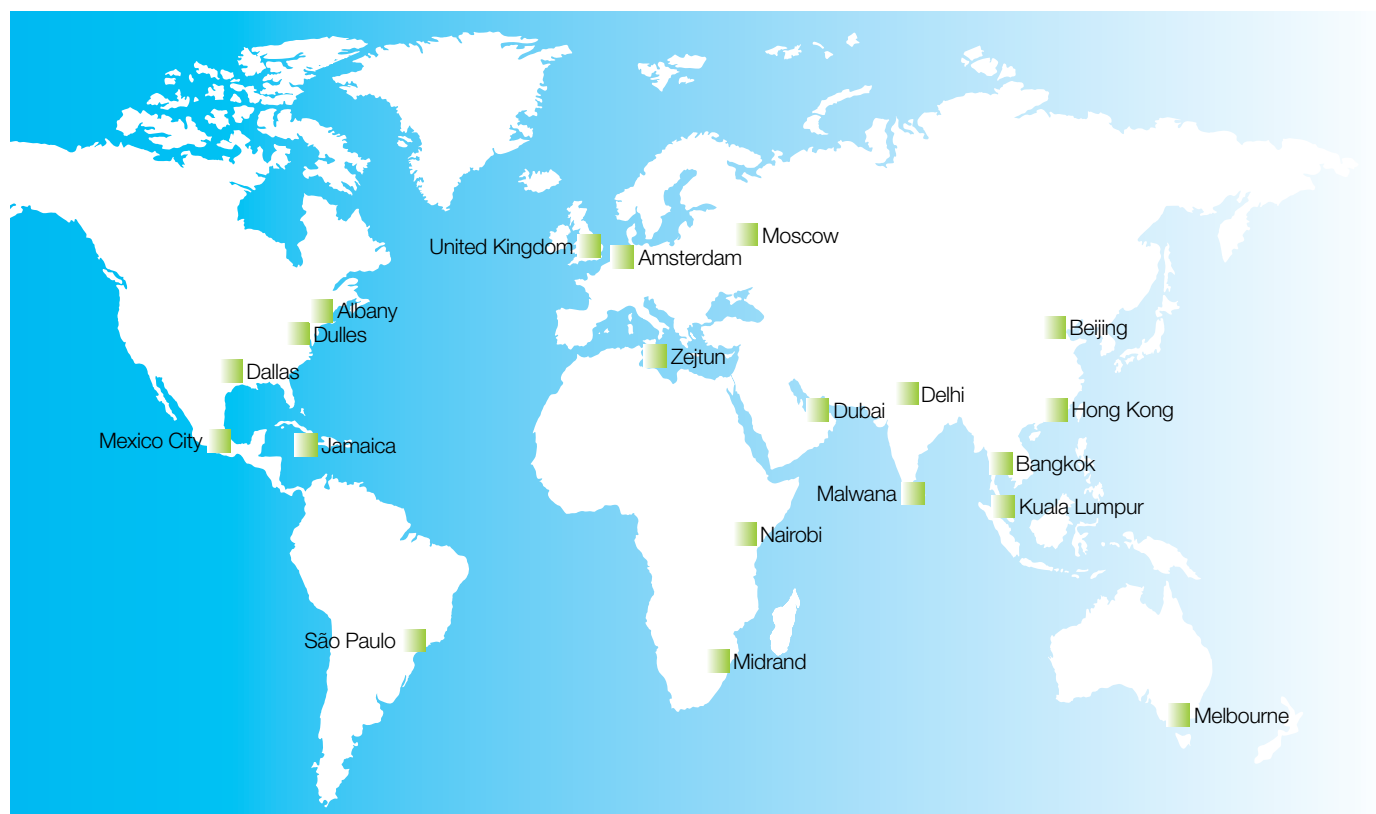 Moscow
United Kingdom
Amsterdam
Albany
Dulles
Beijing
Zejtun
Dallas
Delhi
Dubai
Hong Kong
Mexico City
Jamaica
Bangkok
Malwana
Kuala Lumpur
Nairobi
São Paulo
Midrand
Melbourne